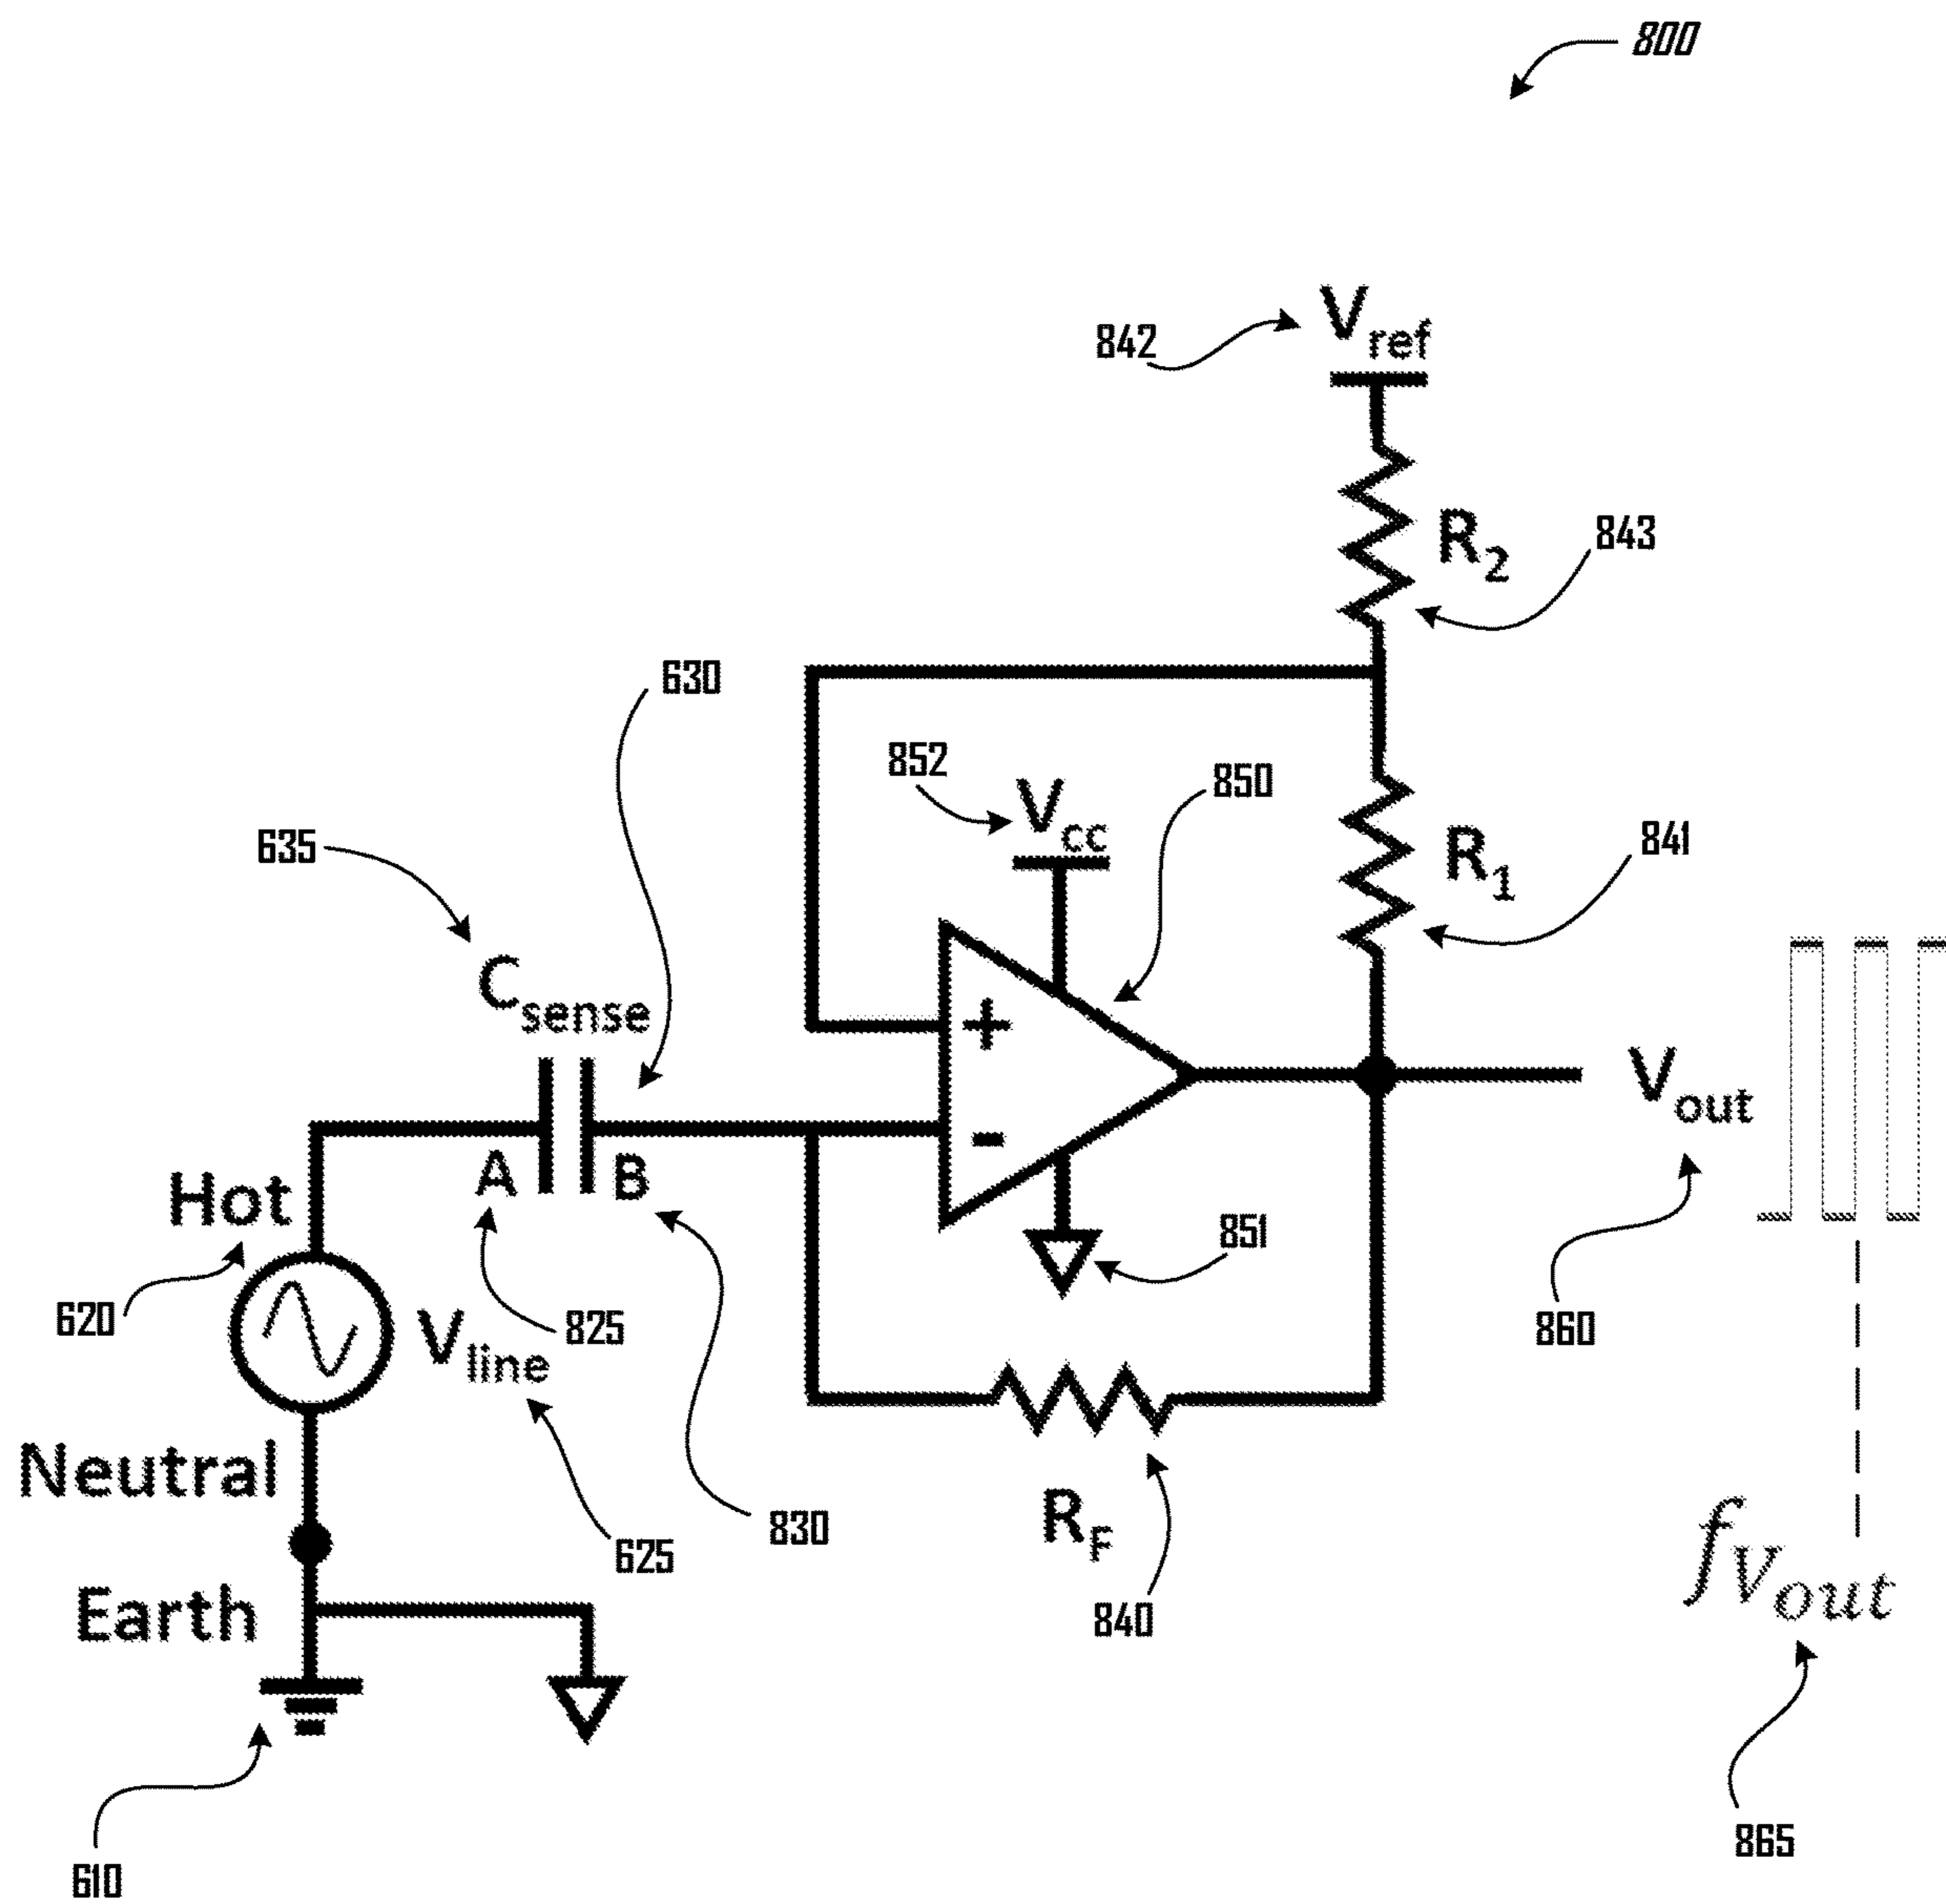 800
842
Vref
R2
843
630
852
Vcc
850
635
R1
841
Csense
+
-
Vout
A
B
Hot
851
620
825
Vline
860
Neutral
830
625
RF
fVout
Earth
840
865
610